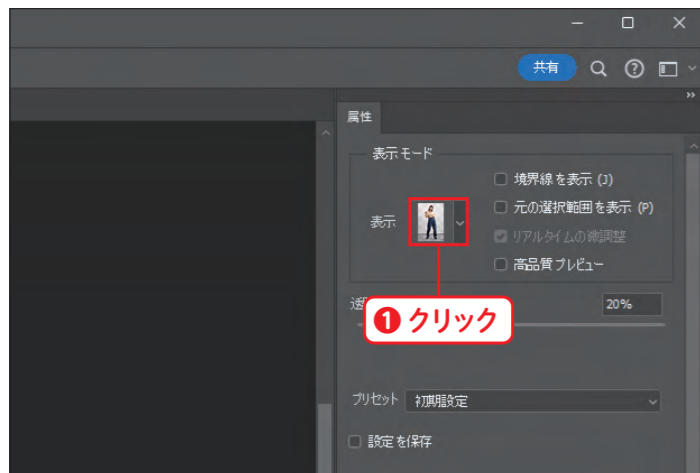 共有
属性
表示モード
境界線を表示 (J)
表示
元の選択範囲を表示 (P)
リアルタイムの微調整
高品質プレビュー
20%
❶ クリック
プリセット 初期設定
設定を保存